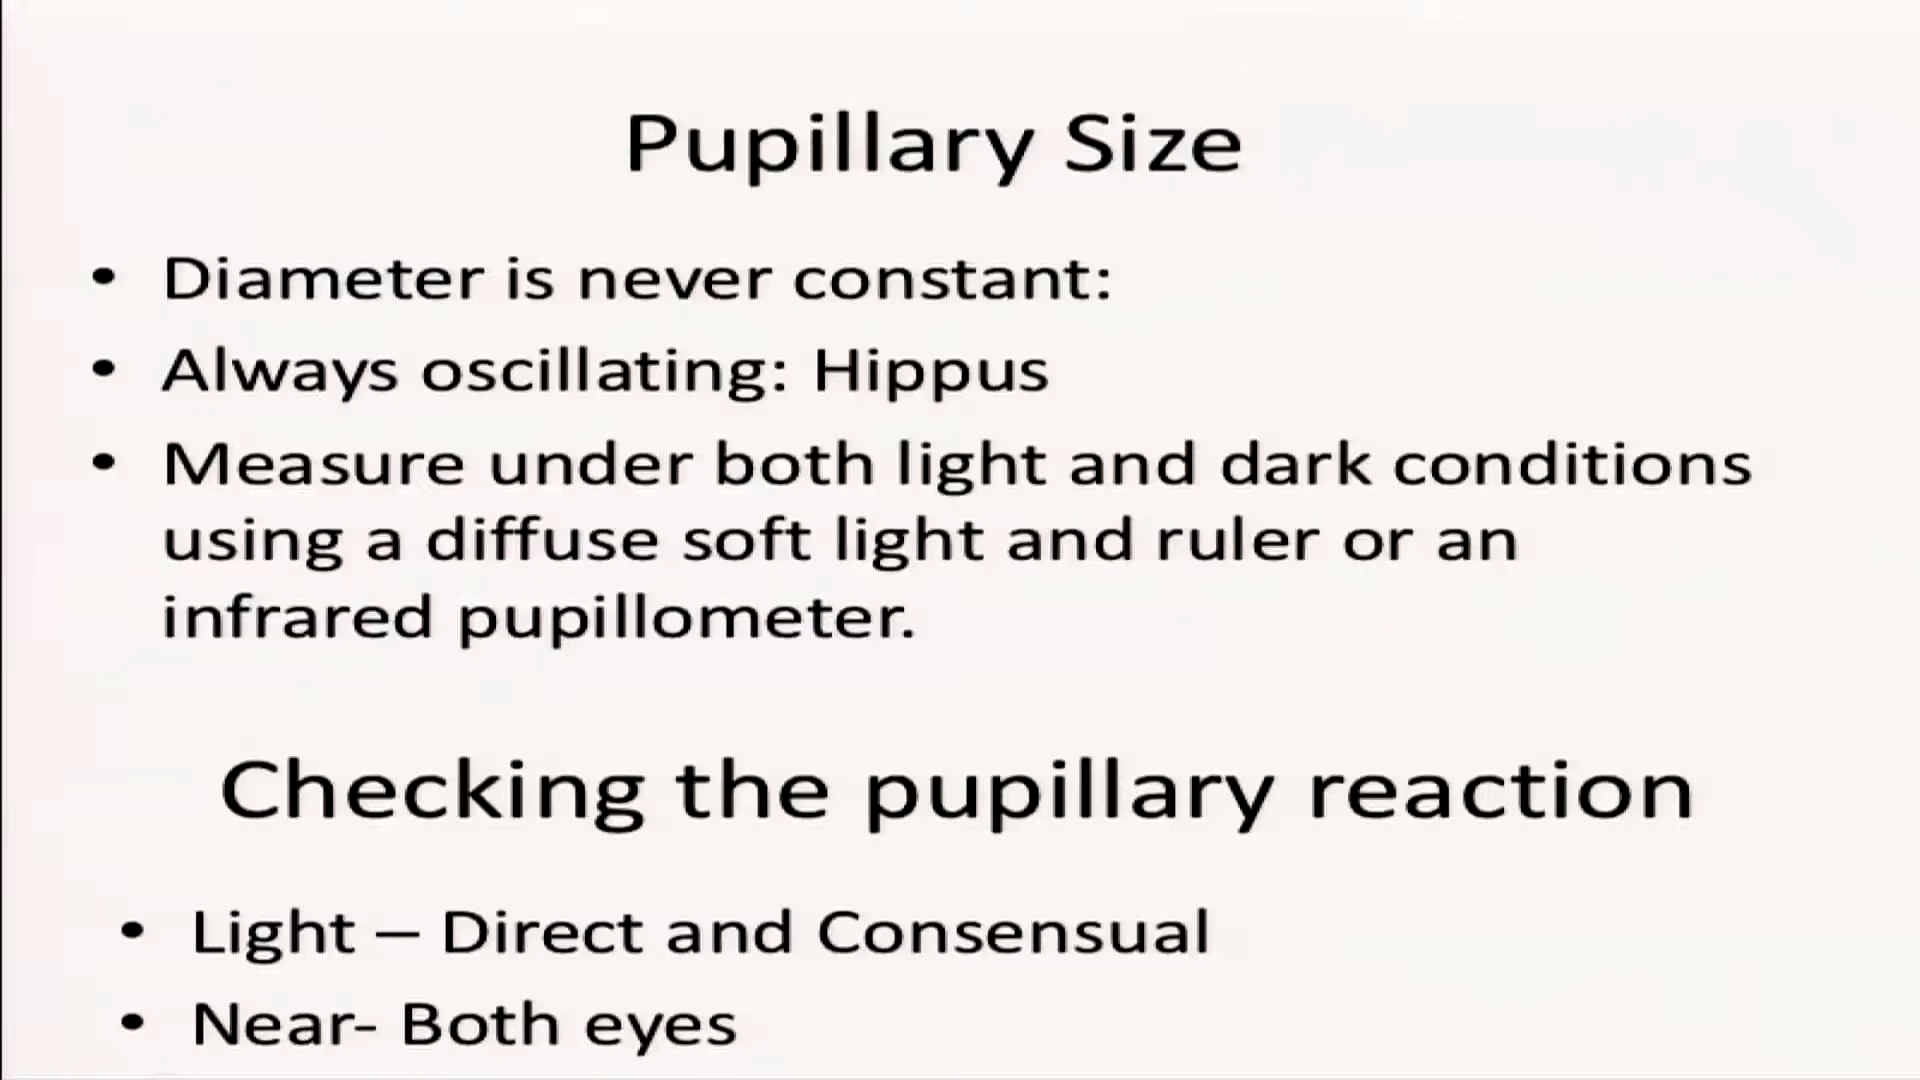 Pupillary Size
• Diameter is never constant:
• Always oscillating: Hippus
• Measure under both light and dark conditions
using a diffuse soft light and ruler or an
infrared pupillometer.
Checking the pupillary reaction
• Light – Direct and Consensual
• Near- Both eyes